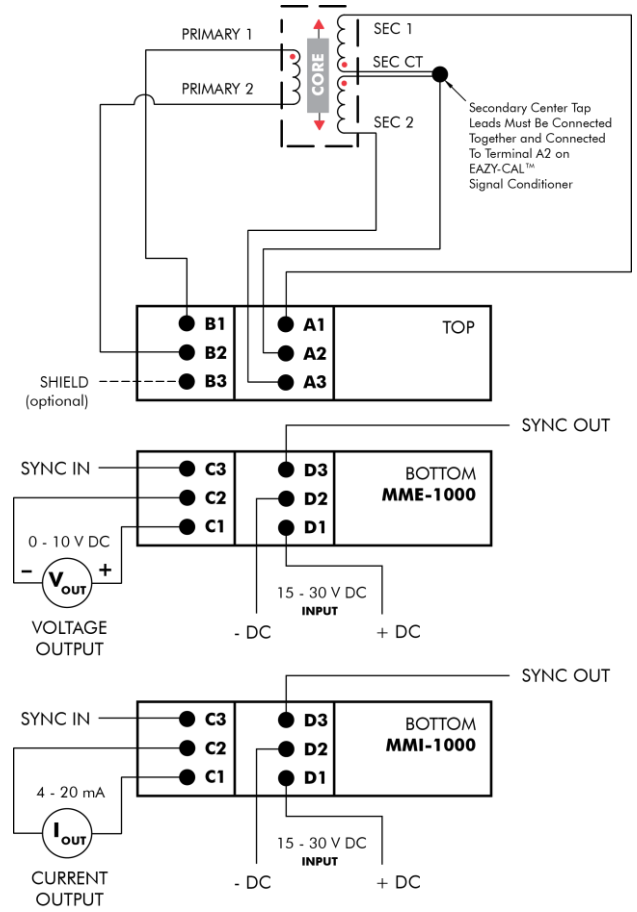 PRIMARY 1
PRIMARY 2
CORE
SEC 1
SEC CT
SEC 2
Secondary Center Tap
Leads Must Be Connected
Together and Connected
To Terminal A2 on
EAZY-CAL™
Signal Conditioner
B1
B2
B3
A1
A2
A3
TOP
SHIELD
(optional)
SYNC OUT
SYNC IN
C3
C2
C1
D3
D2
D1
BOTTOM
MME-1000
0 - 10 V DC
–
+
VOUT
VOLTAGE
OUTPUT
15 - 30 V DC
INPUT
- DC
+ DC
SYNC OUT
SYNC IN
C3
C2
C1
D3
D2
D1
BOTTOM
MMI-1000
4 - 20 mA
IOUT
CURRENT
OUTPUT
15 - 30 V DC
INPUT
- DC
+ DC